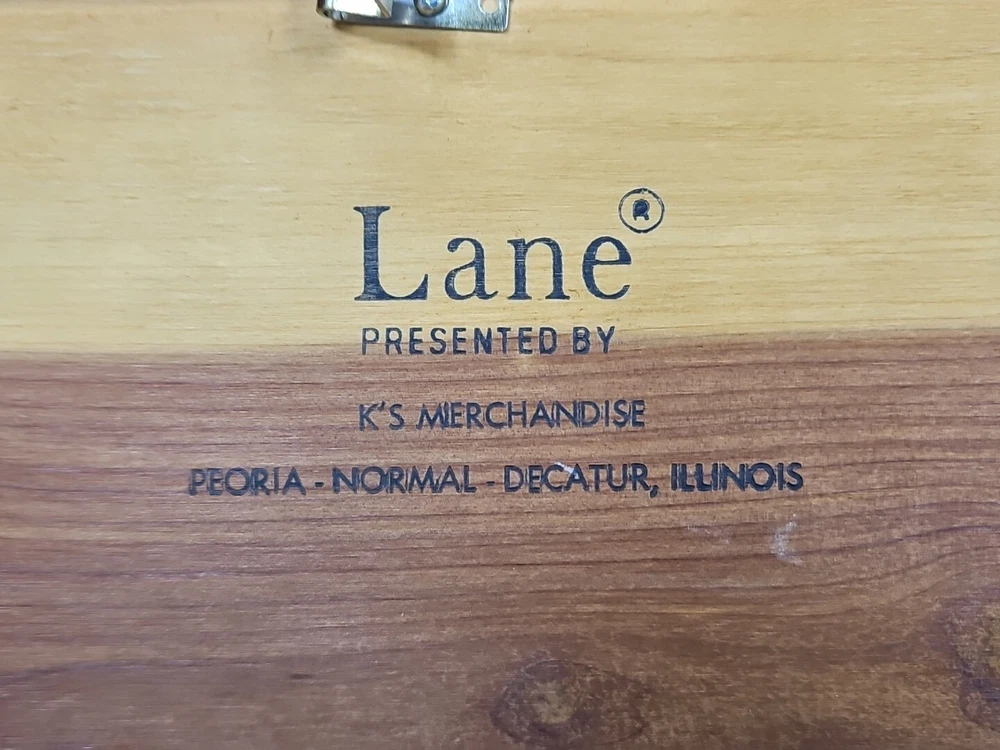 Lane®
PRESENTED BY
K'S MERCHANDISE
PEORIA - NORMAL - DECATUR, ILLINOIS